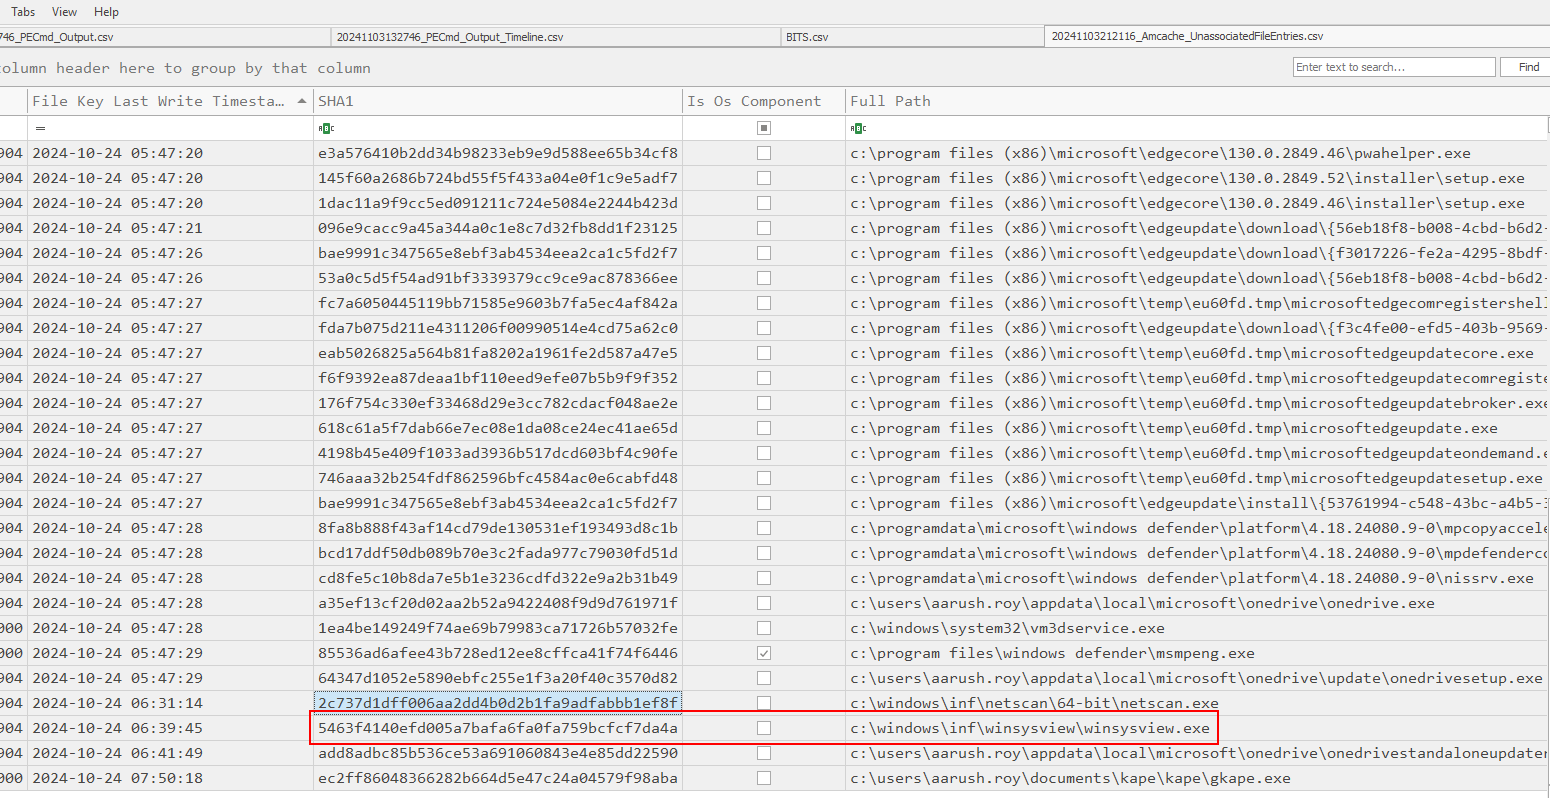 Tabs View Help
746_PECmd_Output.csv 20241103132746_PECmd_Output_Timeline.csv BITS.csv 20241103212116_Amcache_UnassociatedFileEntries.csv
column header here to group by that column Enter text to search... Find
File Key Last Write Timesta… SHA1 Is Os Component Full Path
904 2024-10-24 05:47:20 e3a576410b2dd34b98233eb9e9d588ee65b34cf8 c:\program files (x86)\microsoft\edgecore\130.0.2849.46\pwahelper.exe
904 2024-10-24 05:47:20 145f60a2686b724bd55f5f433a04e0f1c9e5adf7 c:\program files (x86)\microsoft\edgecore\130.0.2849.52\installer\setup.exe
904 2024-10-24 05:47:20 1dac11a9f9cc5ed091211c724e5084e2244b423d c:\program files (x86)\microsoft\edgecore\130.0.2849.46\installer\setup.exe
904 2024-10-24 05:47:21 096e9cacc9a45a344a0c1e8c7d32fb8dd1f23125 c:\program files (x86)\microsoft\edgeupdate\download\{56eb18f8-b008-4cbd-b6d2-
904 2024-10-24 05:47:26 bae9991c347565e8ebf3ab4534eea2ca1c5fd2f7 c:\program files (x86)\microsoft\edgeupdate\download\{f3017226-fe2a-4295-8bdf-
904 2024-10-24 05:47:26 53a0c5d5f54ad91bf3339379cc9ce9ac878366ee c:\program files (x86)\microsoft\edgeupdate\download\{56eb18f8-b008-4cbd-b6d2-
904 2024-10-24 05:47:27 fc7a6050445119bb71585e9603b7fa5ec4af842a c:\program files (x86)\microsoft\temp\eu60fd.tmp\microsoftedgecomregistershell
904 2024-10-24 05:47:27 fda7b075d211e4311206f00990514e4cd75a62c0 c:\program files (x86)\microsoft\edgeupdate\download\{f3c4fe00-efd5-403b-9569-
904 2024-10-24 05:47:27 eab5026825a564b81fa8202a1961fe2d587a47e5 c:\program files (x86)\microsoft\temp\eu60fd.tmp\microsoftedgeupdatecore.exe
904 2024-10-24 05:47:27 f6f9392ea87deaa1bf110eed9efe07b5b9f9f352 c:\program files (x86)\microsoft\temp\eu60fd.tmp\microsoftedgeupdatecomregiste
904 2024-10-24 05:47:27 176f754c330ef33468d29e3cc782cdacf048ae2e c:\program files (x86)\microsoft\temp\eu60fd.tmp\microsoftedgeupdatebroker.exe
904 2024-10-24 05:47:27 618c61a5f7dab66e7ec08e1da08ce24ec41ae65d c:\program files (x86)\microsoft\temp\eu60fd.tmp\microsoftedgeupdate.exe
904 2024-10-24 05:47:27 4198b45e409f1033ad3936b517dcd603bf4c90fe c:\program files (x86)\microsoft\temp\eu60fd.tmp\microsoftedgeupdateondemand.e
904 2024-10-24 05:47:27 746aaa32b254fdf862596bfc4584ac0e6cabfd48 c:\program files (x86)\microsoft\temp\eu60fd.tmp\microsoftedgeupdatesetup.exe
904 2024-10-24 05:47:27 bae9991c347565e8ebf3ab4534eea2ca1c5fd2f7 c:\program files (x86)\microsoft\edgeupdate\install\{53761994-c548-43bc-a4b5-3
904 2024-10-24 05:47:28 8fa8b888f43af14cd79de130531ef193493d8c1b c:\programdata\microsoft\windows defender\platform\4.18.24080.9-0\mpcopyaccele
904 2024-10-24 05:47:28 bcd17ddf50db089b70e3c2fada977c79030fd51d c:\programdata\microsoft\windows defender\platform\4.18.24080.9-0\mpdefenderco
904 2024-10-24 05:47:28 cd8fe5c10b8da7e5b1e3236cdfd322e9a2b31b49 c:\programdata\microsoft\windows defender\platform\4.18.24080.9-0\nissrv.exe
904 2024-10-24 05:47:28 a35ef13cf20d02aa2b52a9422408f9d9d761971f c:\users\aarush.roy\appdata\local\microsoft\onedrive\onedrive.exe
000 2024-10-24 05:47:28 1ea4be149249f74ae69b79983ca71726b57032fe c:\windows\system32\vm3dservice.exe
000 2024-10-24 05:47:29 85536ad6afee43b728ed12ee8cffca41f74f6446 c:\program files\windows defender\msmpeng.exe
904 2024-10-24 05:47:29 64347d1052e5890ebfc255e1f3a20f40c3570d82 c:\users\aarush.roy\appdata\local\microsoft\onedrive\update\onedrivesetup.exe
904 2024-10-24 06:31:14 2c737d1dff006aa2dd4b0d2b1fa9adfabbb1ef8f c:\windows\inf\netscan\64-bit\netscan.exe
904 2024-10-24 06:39:45 5463f4140efd005a7bafa6fa0fa759bcfcf7da4a c:\windows\inf\winsysview\winsysview.exe
904 2024-10-24 06:41:49 add8adbc85b536ce53a691060843e4e85dd22590 c:\users\aarush.roy\appdata\local\microsoft\onedrive\onedrivestandaloneupdater
000 2024-10-24 07:50:18 ec2ff86048366282b664d5e47c24a04579f98aba c:\users\aarush.roy\documents\kape\kape\gkape.exe